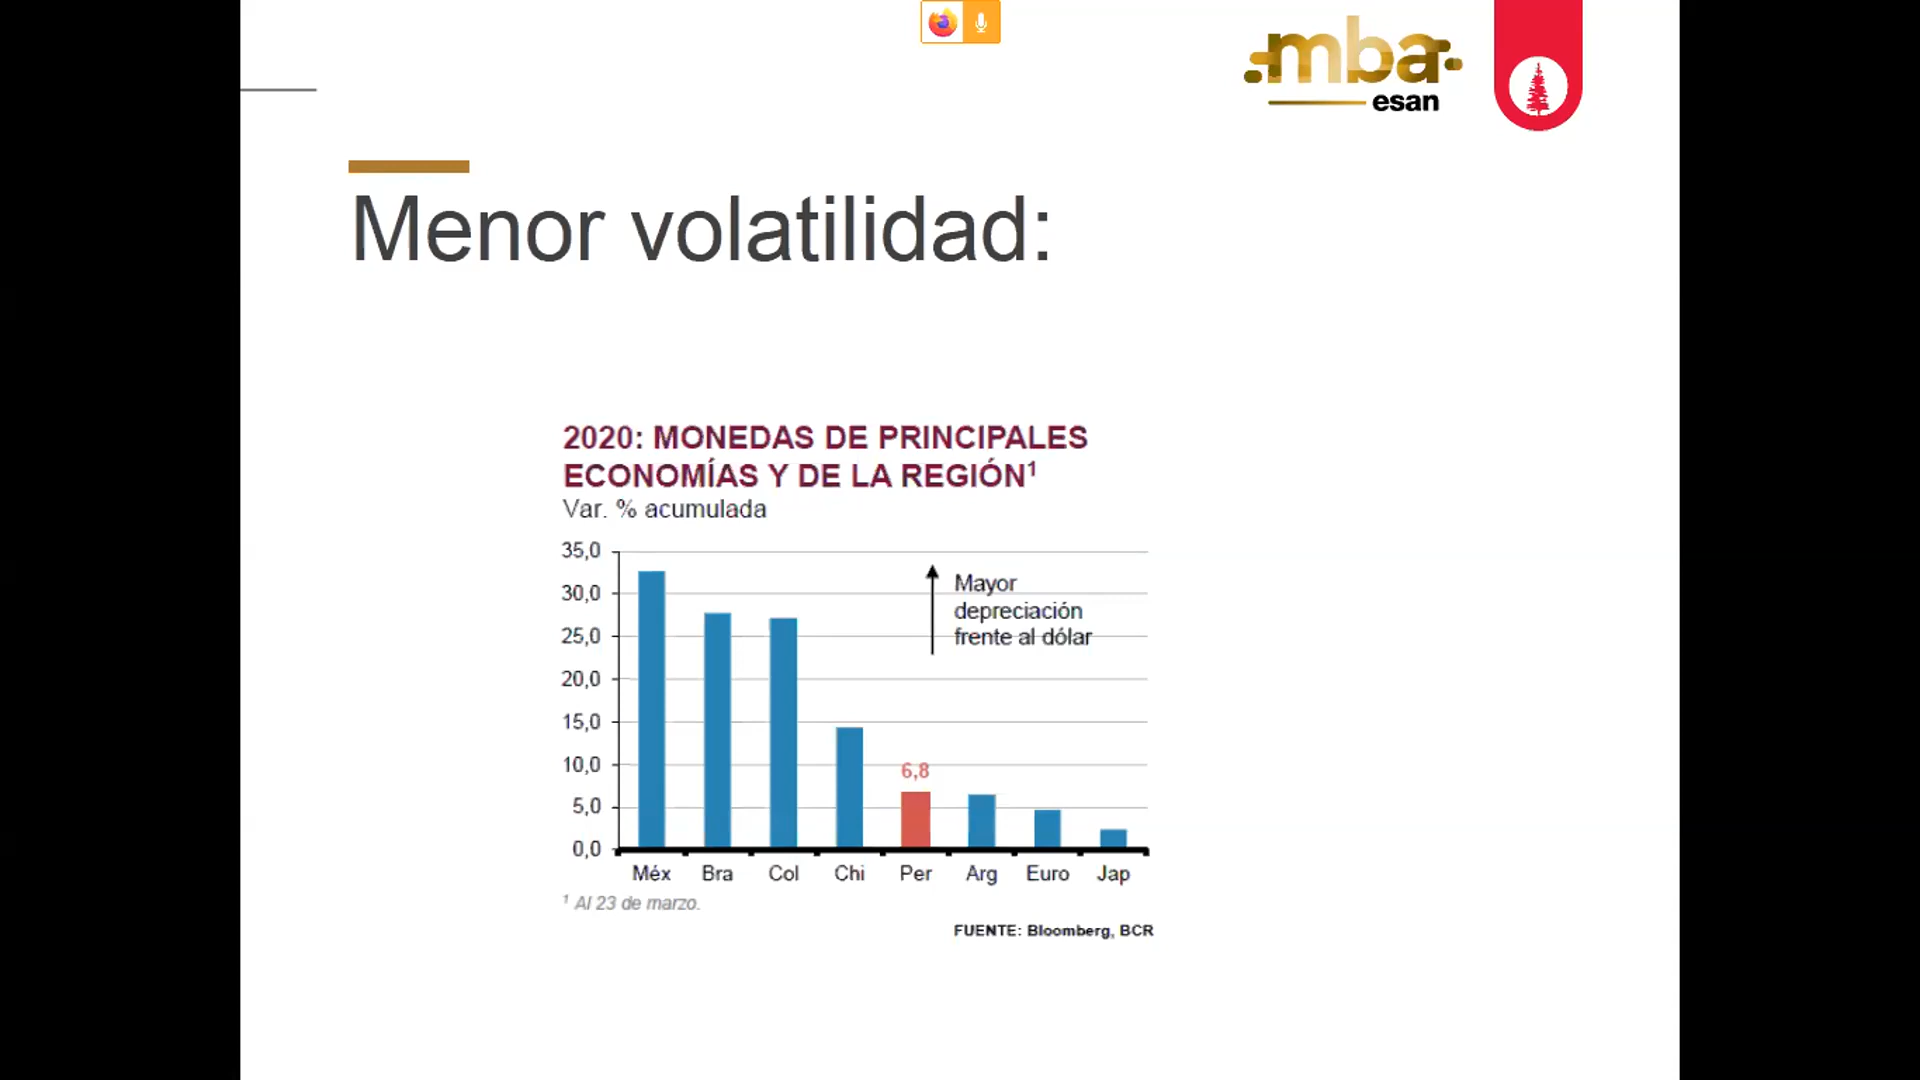 mba
esan
Menor volatilidad:
2020: MONEDAS DE PRINCIPALES
ECONOMÍAS Y DE LA REGIÓN¹
Var. % acumulada
35,0
30,0
25,0
20,0
15,0
10,0
5,0
0,0
Mayor
depreciación
frente al dólar
6,8
Méx Bra Col Chi Per Arg Euro Jap
¹ Al 23 de marzo.
FUENTE: Bloomberg, BCR